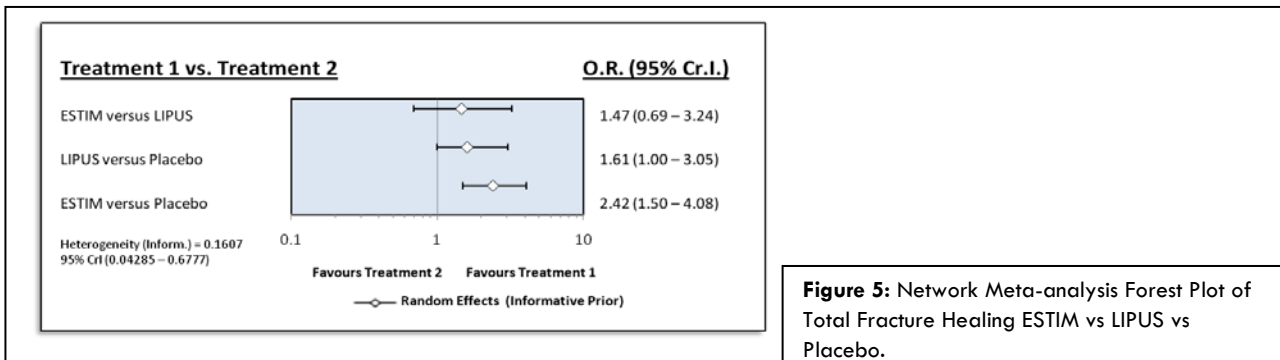 Treatment 1 vs. Treatment 2 O.R. (95% Cr.I.)
ESTIM versus LIPUS 1.47 (0.69 – 3.24)
LIPUS versus Placebo 1.61 (1.00 – 3.05)
ESTIM versus Placebo 2.42 (1.50 – 4.08)
0.1 1 10
Heterogeneity (Inform.) = 0.1607
95% CrI (0.04285 – 0.6777)
Favours Treatment 2 Favours Treatment 1
Random Effects (Informative Prior)
Figure 5: Network Meta-analysis Forest Plot of
Total Fracture Healing ESTIM vs LIPUS vs
Placebo.